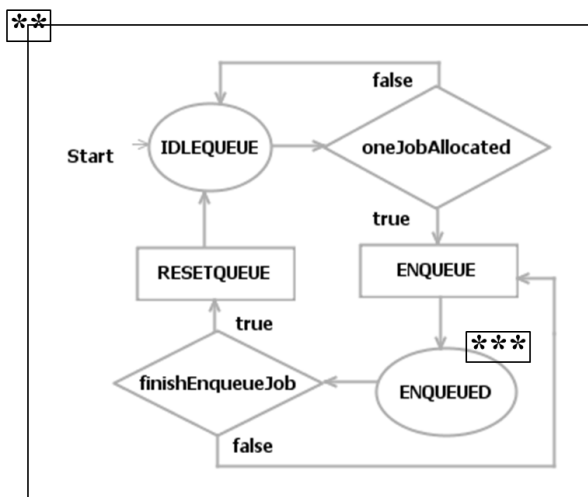 **
false
Start
IDLEQUEUE
oneJobAllocated
true
RESETQUEUE
ENQUEUE
true
***
finishEnqueueJob
ENQUEUED
false